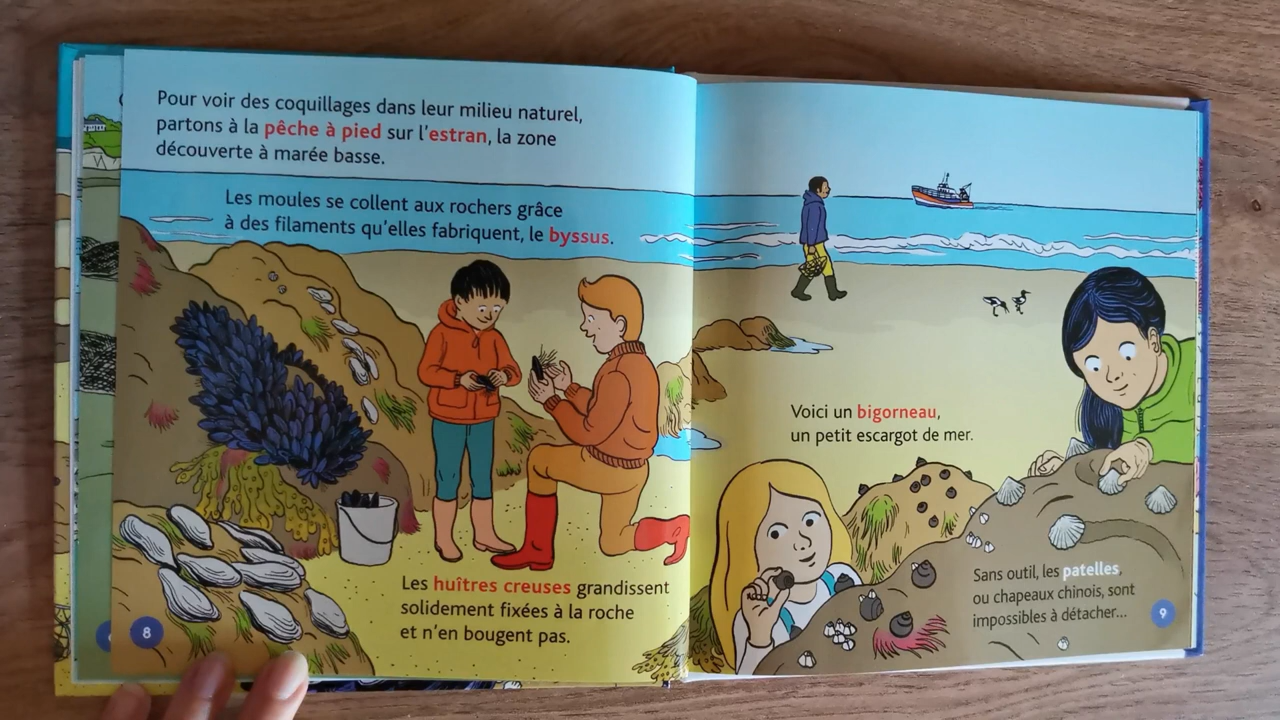 Pour voir des coquillages dans leur milieu naturel,
partons à la pêche à pied sur l'estran, la zone
découverte à marée basse.
Les moules se collent aux rochers grâce
à des filaments qu'elles fabriquent, le byssus.
Les huîtres creuses grandissent
solidement fixées à la roche
et n'en bougent pas.
8
Voici un bigorneau,
un petit escargot de mer.
Sans outil, les patelles,
ou chapeaux chinois, sont
impossibles à détacher...
9